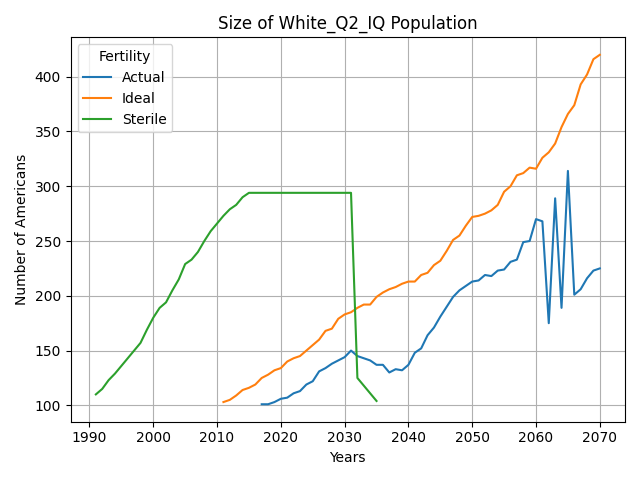 Size of White_Q2_IQ Population
Fertility
Actual
Ideal
Sterile
Number of Americans
400
350
300
250
200
150
100
1990 2000 2010 2020 2030 2040 2050 2060 2070
Years